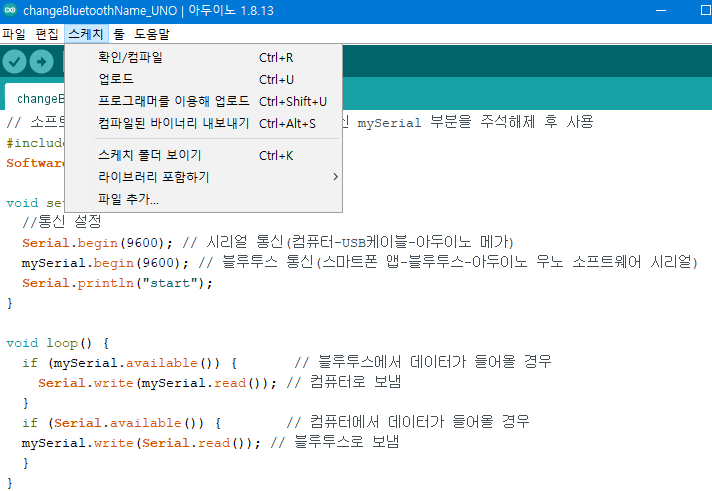 changeBluetoothName_UNO | 아두이노 1.8.13
파일 편집 스케치 툴 도움말
확인/컴파일 Ctrl+R
업로드 Ctrl+U
프로그래머를 이용해 업로드 Ctrl+Shift+U
컴파일된 바이너리 내보내기 Ctrl+Alt+S
스케치 폴더 보이기 Ctrl+K
라이브러리 포함하기
파일 추가...
changeB
// 소프트 mySerial 부분을 주석해제 후 사용
#include
Software
void se
//통신 설정
Serial.begin(9600); // 시리얼 통신(컴퓨터-USB케이블-아두이노 메가)
mySerial.begin(9600); // 블루투스 통신(스마트폰 앱-블루투스-아두이노 우노 소프트웨어 시리얼)
Serial.println("start");
}
void loop() {
if (mySerial.available()) { // 블루투스에서 데이터가 들어올 경우
Serial.write(mySerial.read()); // 컴퓨터로 보냄
}
if (Serial.available()) { // 컴퓨터에서 데이터가 들어올 경우
mySerial.write(Serial.read()); // 블루투스로 보냄
}
}